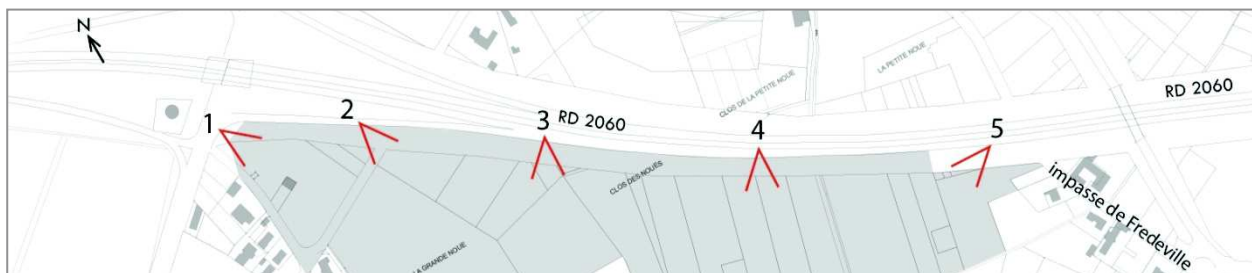 N
LA PETITE NOUE
CLOS DE LA PETITE NOUE
RD 2060
RD 2060
1
2
3
4
5
CLOS DES NOUËS
impasse de Fredeville
LA GRANDE NOUE